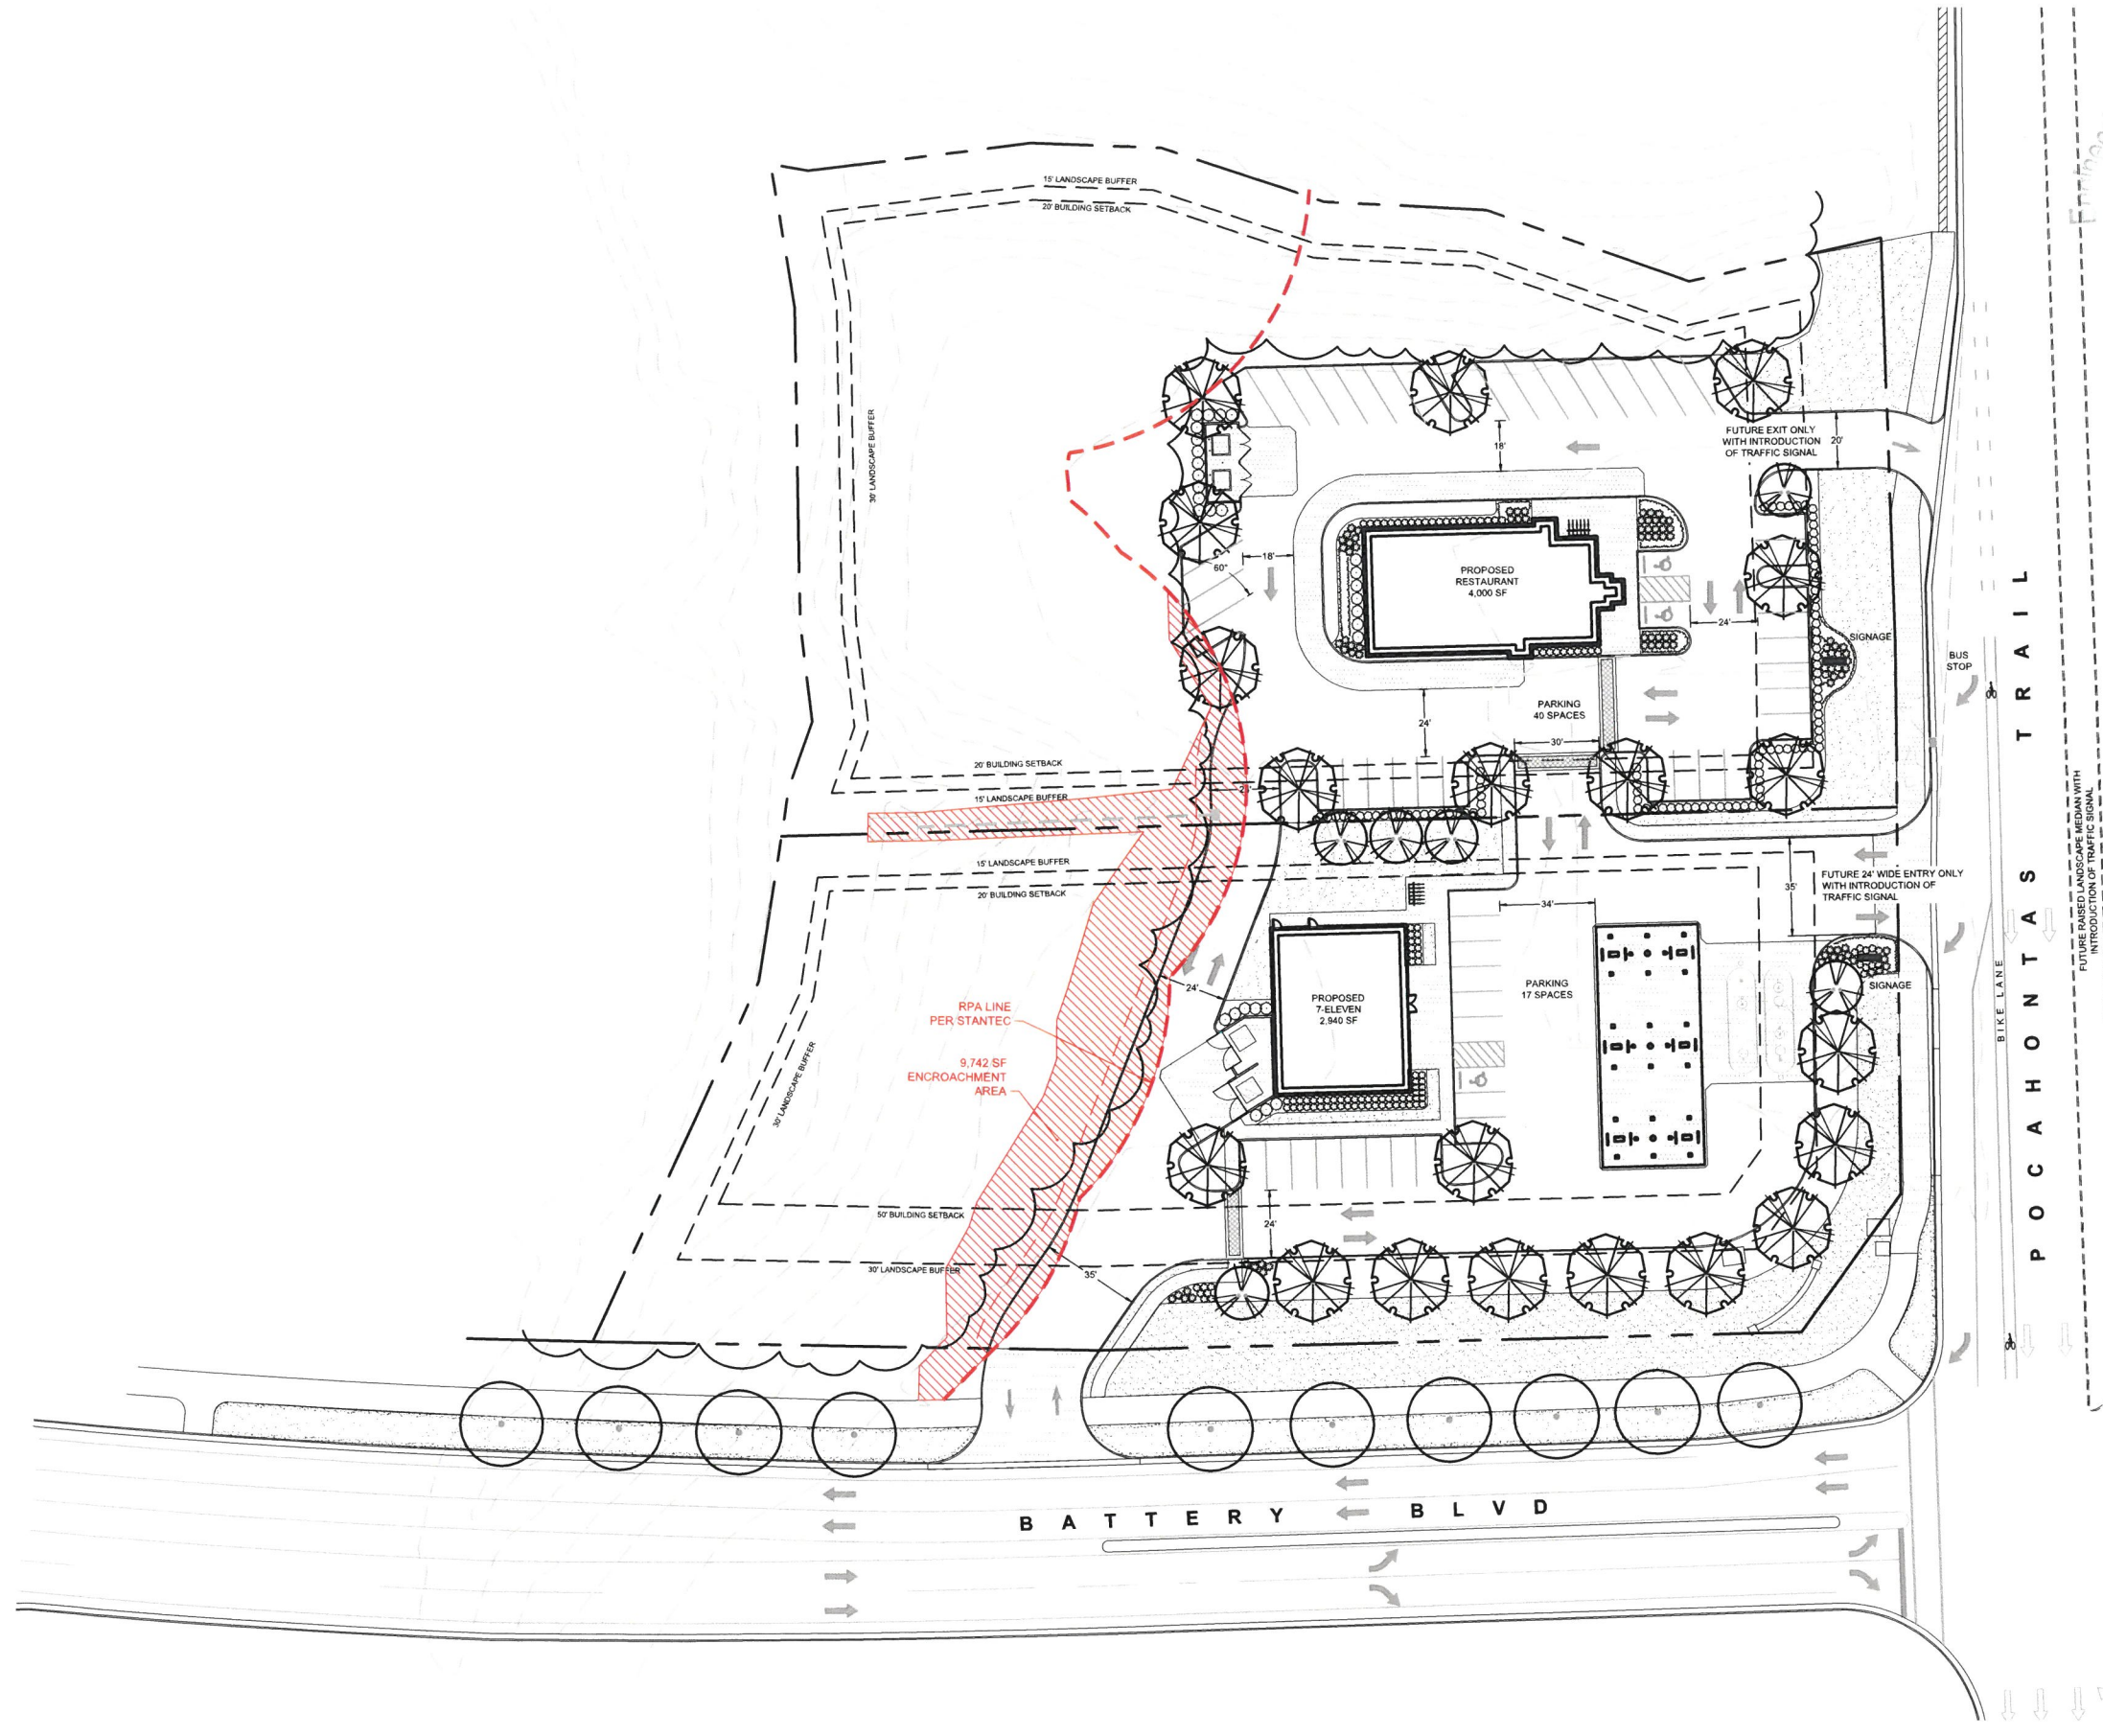 15' LANDSCAPE BUFFER
20' BUILDING SETBACK
30' LANDSCAPE BUFFER
FUTURE EXIT ONLY
WITH INTRODUCTION
OF TRAFFIC SIGNAL
20'
18'
18'
60°
PROPOSED
RESTAURANT
4,000 SF
24'
SIGNAGE
BUS
STOP
PARKING
40 SPACES
24'
30'
20' BUILDING SETBACK
15' LANDSCAPE BUFFER
15' LANDSCAPE BUFFER
20' BUILDING SETBACK
35'
FUTURE 24' WIDE ENTRY ONLY
WITH INTRODUCTION OF
TRAFFIC SIGNAL
34'
24'
PROPOSED
7-ELEVEN
2,940 SF
PARKING
17 SPACES
SIGNAGE
RPA LINE
PER STANTEC
9,742 SF
ENCROACHMENT
AREA
30' LANDSCAPE BUFFER
50' BUILDING SETBACK
24'
30' LANDSCAPE BUFFER
35'
BIKE LANE
POCAHONTAS TRAIL
FUTURE RAISED LANDSCAPE MEDIAN WITH
INTRODUCTION OF TRAFFIC SIGNAL
BATTERY BLVD